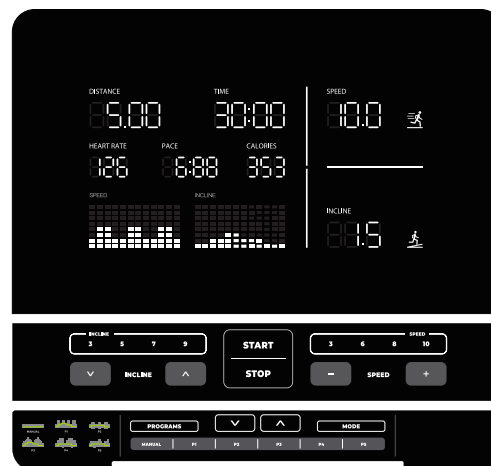 DISTANCE TIME SPEED
5.00 30:00 10.0
HEART RATE PACE CALORIES
126 6:08 353
SPEED INCLINE
INCLINE
1.5
INCLINE SPEED
3 5 7 9 START 3 6 8 10
INCLINE STOP - SPEED +
PROGRAMS MODE
MANUAL P1 P2 P3 P4 P5
MANUAL P1 P2
P3 P4 P5